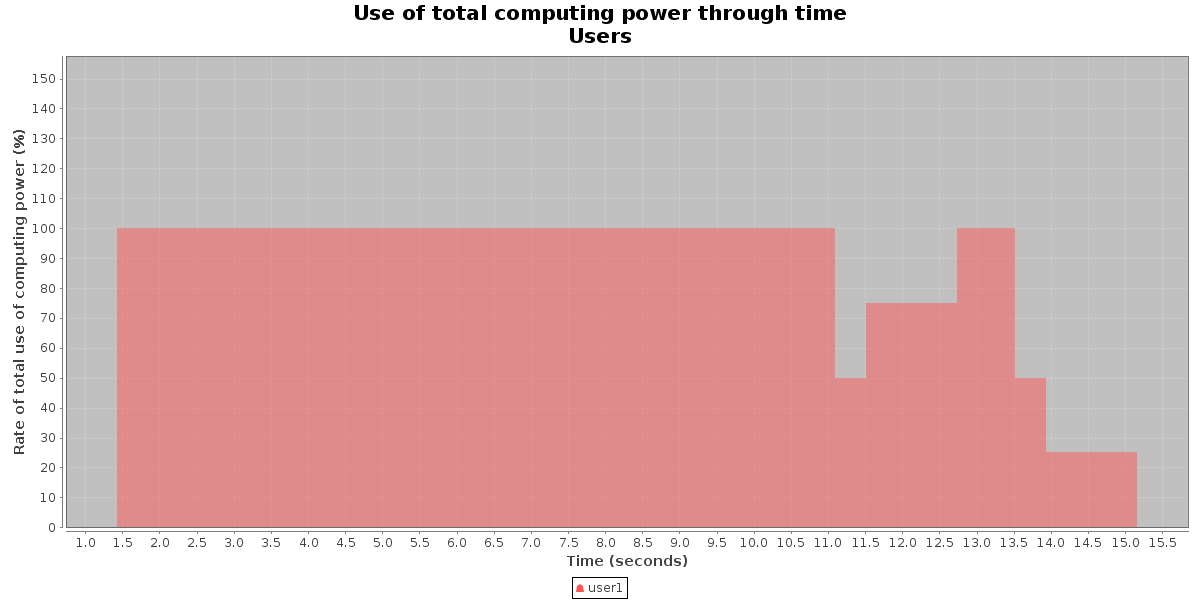 Use of total computing power through time
Users
Rate of total use of computing power (%)
150
140
130
120
110
100
90
80
70
60
50
40
30
20
10
0
1.0 1.5 2.0 2.5 3.0 3.5 4.0 4.5 5.0 5.5 6.0 6.5 7.0 7.5 8.0 8.5 9.0 9.5 10.0 10.5 11.0 11.5 12.0 12.5 13.0 13.5 14.0 14.5 15.0 15.5
Time (seconds)
user1